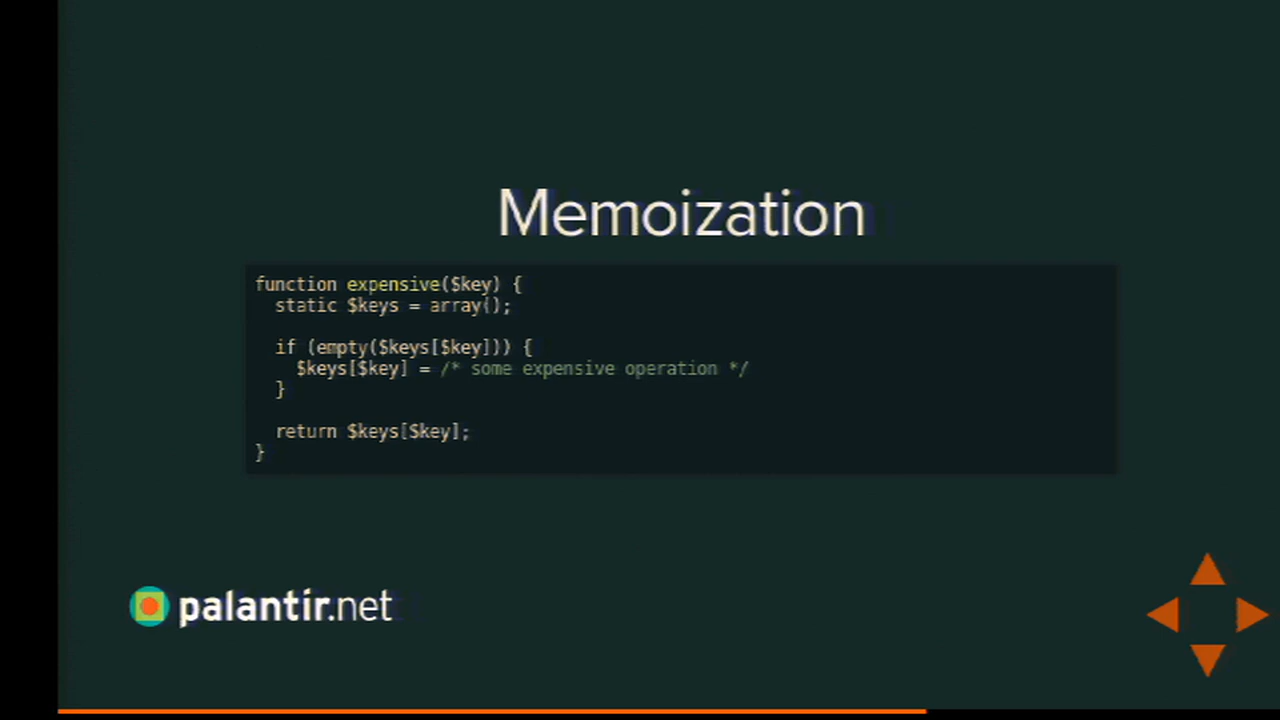 Memoization
function expensive($key) {
  static $keys = array();
  if (empty($keys[$key])) {
    $keys[$key] = /* some expensive operation */
  }
  return $keys[$key];
}
palantir.net